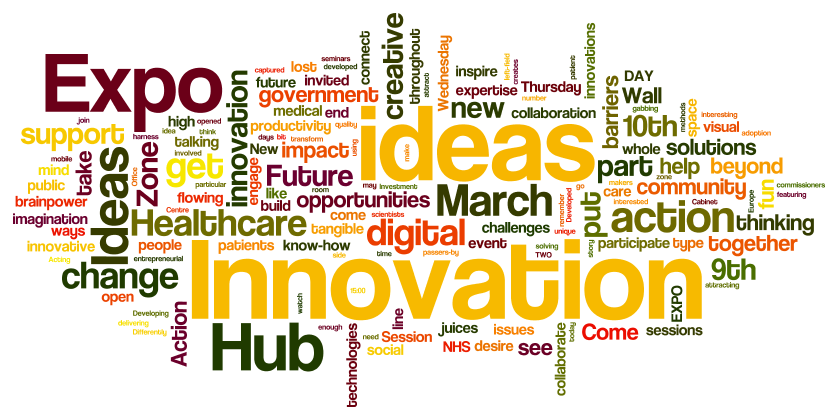 Expo
captured
lost
seminars
developed
connect
creative
throughout
attract
Wednesday
inspire
left-field
creates
patient
innovations
future
invited
expertise
Thursday
barriers
DAY
innovation
government
number
gabbing
Wall
join
high
opened
medical
end
new
collaboration
methods
space
interesting
support
harness
idea
think
productivity
quality
ideas
10th
visual
adoption
talking
days
bit
transform
using
make
whole
solutions
Ideas
Zone
involved
New
impact
mobile
take
get
engage
Future
part
help
beyond
mind
Office
particular
like
room
may
Investment
March
go
zone
commissioners
public
makers
community
fun
featuring
brainpower
flowing
build
opportunities
remember
Developed
care
interested
Cabinet
Europe
imagination
Healthcare
Centre
come
scientists
put
action
thinking
ways
tangible
digital
challenges
unique
innovative
people
patients
know-how
event
solving
story
participate
type
together
Acting
entrepreneurial
side
time
passers-by
TWO
change
Innovation
9th
attracting
open
watch
15:00
EXPO
Developing
delivering
Differently
Action
Hub
enough
technologies
line
need
social
Session
juices
NHS
issues
desire
see
collaborate
today
Come
sessions